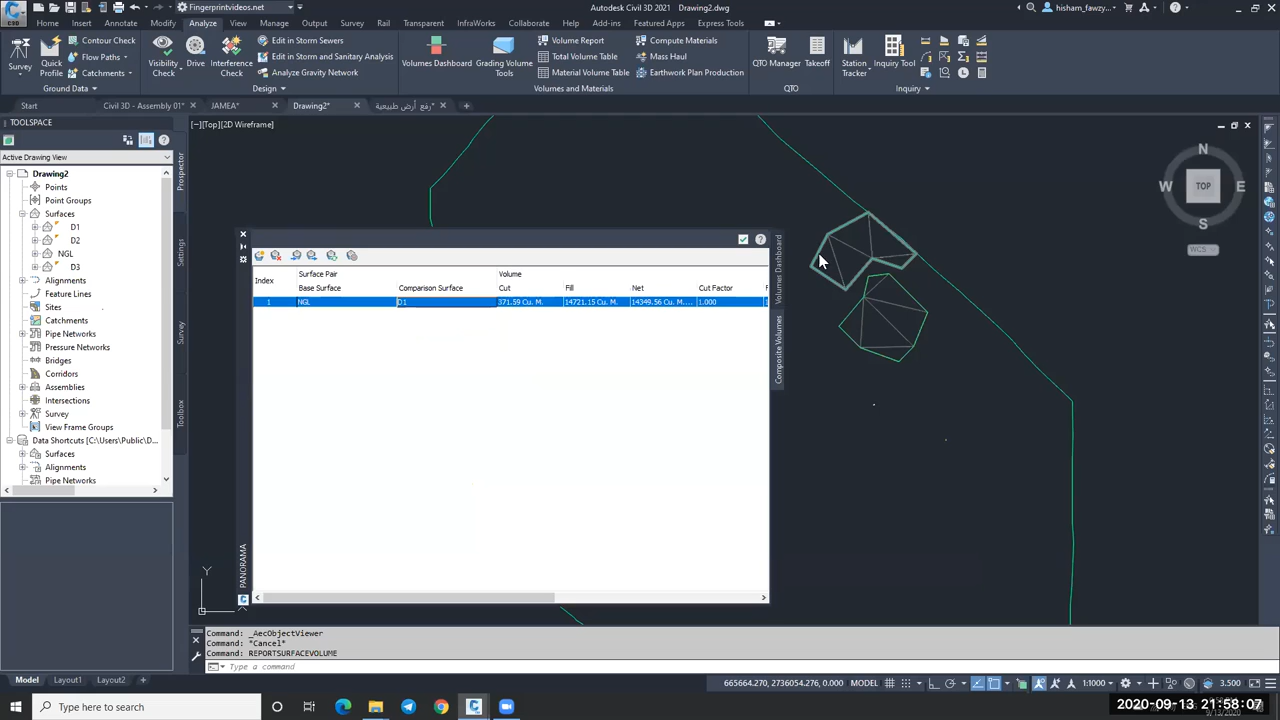 C3D
Fingerprintvideos.net
Autodesk Civil 3D 2021 Drawing2.dwg
hisham_fawzy...
Home
Insert
Annotate
Modify
Analyze
View
Manage
Output
Survey
Rail
Transparent
InfraWorks
Collaborate
Help
Add-ins
Featured Apps
Express Tools
Survey
Quick Profile
Contour Check
Flow Paths
Catchments
Ground Data
Visibility Check
Drive
Interference Check
Edit in Storm Sewers
Edit in Storm and Sanitary Analysis
Analyze Gravity Network
Design
Volumes Dashboard
Grading Volume Tools
Volume Report
Total Volume Table
Material Volume Table
Compute Materials
Mass Haul
Earthwork Plan Production
Volumes and Materials
QTO Manager
Takeoff
QTO
Station Tracker
Inquiry Tool
Inquiry
Start
Civil 3D - Assembly 01*
JAMEA*
Drawing2*
رفع أرض طبيعية*
TOOLSPACE
Active Drawing View
Drawing2
Points
Point Groups
Surfaces
D1
D2
NGL
D3
Alignments
Feature Lines
Sites
Catchments
Pipe Networks
Pressure Networks
Bridges
Corridors
Assemblies
Intersections
Survey
View Frame Groups
Data Shortcuts [C:\Users\Public\D...
Surfaces
Alignments
Pipe Networks
Prospector
Settings
Survey
Toolbox
[−][Top][2D Wireframe]
N
W
TOP
E
S
WCS
Index
Surface Pair
Base Surface
Comparison Surface
Volume
Cut
Fill
Net
Cut Factor
F
1
NGL
D1
371.59 Cu. M.
14721.15 Cu. M.
14349.56 Cu. M....
1.000
1
Volumes Dashboard
Composite Volumes
PANORAMA
Y
Command: _AecObjectViewer
Command: *Cancel*
Command: REPORTSURFACEVOLUME
Type a command
Model
Layout1
Layout2
665664.270, 2736054.276, 0.000
MODEL
1:1000
3.500
Type here to search
2020-09-13 21:58:07
9/13/2020